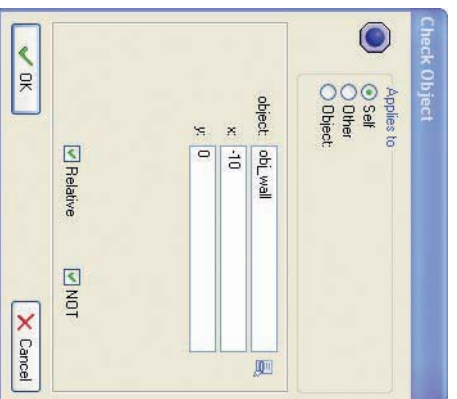 Check Object
Applies to
Self
Other
Object:
object: obj_wall
x: -10
y: 0
Relative NOT
OK Cancel